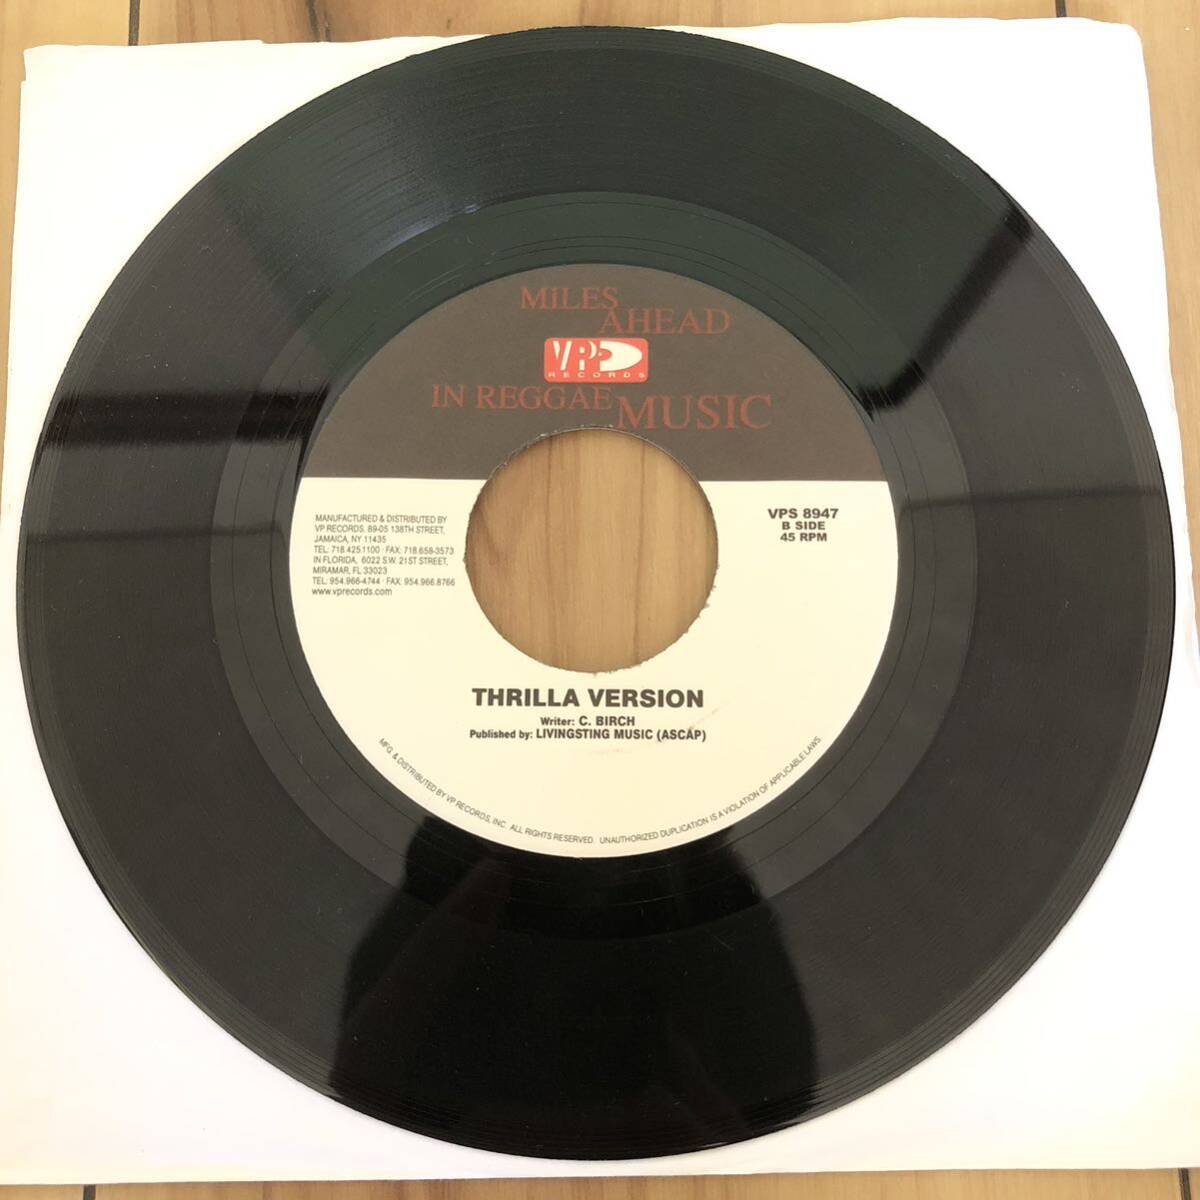 MiLES
AHEAD
VP
RECORDS
IN REGGAE MUSIC
MANUFACTURED & DISTRIBUTED BY
VP RECORDS, 89-05 138TH STREET,
JAMAICA, NY 11435
TEL: 718.425.1100 · FAX: 718.658-3573
IN FLORIDA, 6022 S.W. 21ST STREET,
MIRAMAR, FL 33023
TEL: 954.966-4744 · FAX: 954.966.8766
www.vprecords.com
VPS 8947
B SIDE
45 RPM
THRILLA VERSION
Writer: C. BIRCH
Published by: LIVINGSTING MUSIC (ASCAP)
MFG. & DISTRIBUTED BY VP RECORDS, INC. ALL RIGHTS RESERVED. UNAUTHORIZED DUPLICATION IS A VIOLATION OF APPLICABLE LAWS.